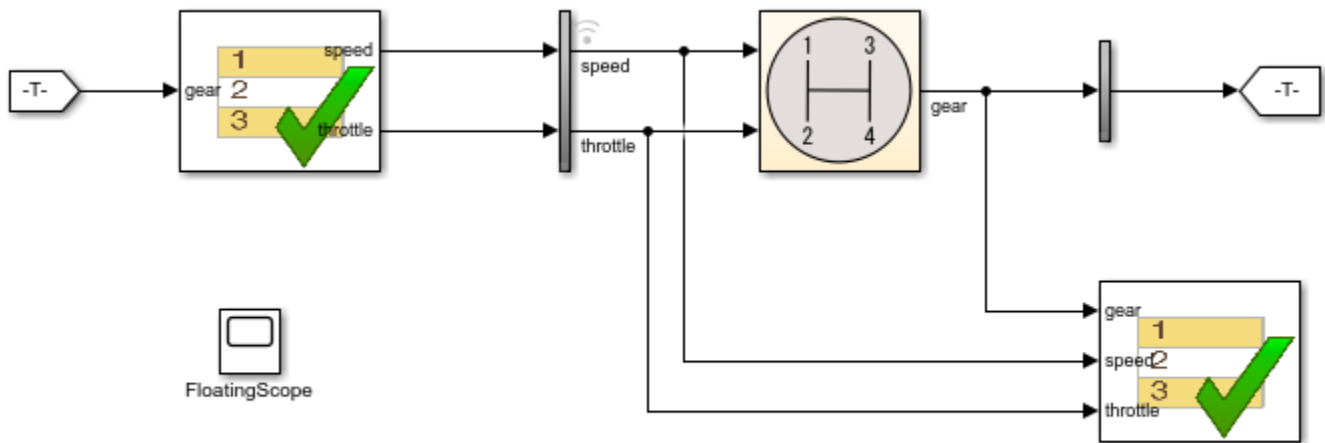 -T-
gear
1
2
3
speed
throttle
speed
throttle
1 3
2 4
gear
-T-
FloatingScope
gear
speed
throttle
1
2
3